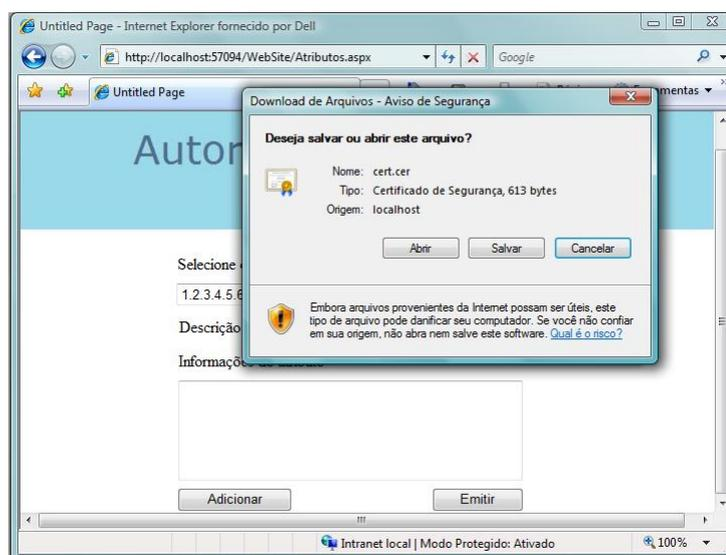 Untitled Page - Internet Explorer fornecido por Dell
http://localhost:57094/WebSite/Atributos.aspx
Google
Untitled Page
Download de Arquivos - Aviso de Segurança
Deseja salvar ou abrir este arquivo?
Nome: cert.cer
Tipo: Certificado de Segurança, 613 bytes
Origem: localhost
Abrir Salvar Cancelar
Embora arquivos provenientes da Internet possam ser úteis, este
tipo de arquivo pode danificar seu computador. Se você não confiar
em sua origem, não abra nem salve este software. Qual é o risco?
Selecione
1.2.3.4.5.6
Descrição
Adicionar Emitir
Intranet local | Modo Protegido: Ativado
100%